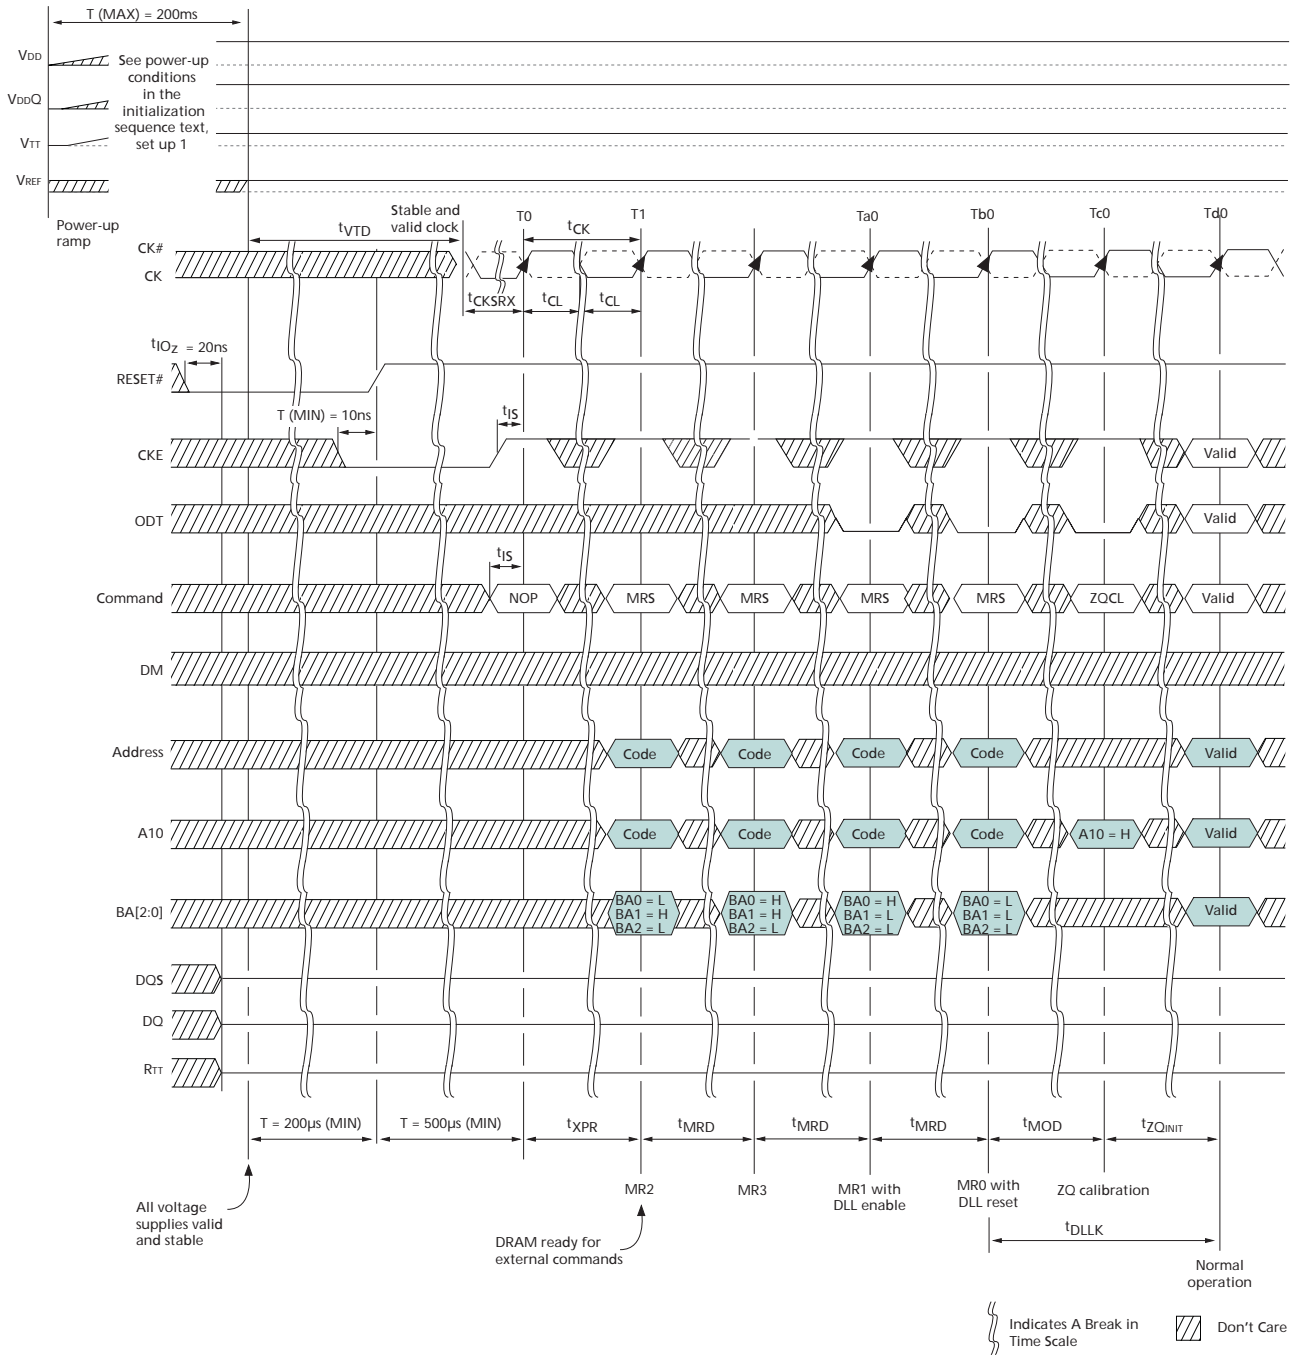 T (MAX) = 200ms
VDD
See power-up
conditions
in the
initialization
sequence text,
set up 1
VDDQ
VTT
VREF
Power-up
ramp
tVTD
Stable and
valid clock
T0
T1
Ta0
Tb0
Tc0
Td0
tCK
CK#
CK
tCKSRX
tCL
tCL
tIOZ = 20ns
RESET#
T (MIN) = 10ns
tIS
CKE
Valid
ODT
Valid
tIS
Command
NOP
MRS
MRS
MRS
MRS
ZQCL
Valid
DM
Address
Code
Code
Code
Code
Valid
A10
Code
Code
Code
Code
A10 = H
Valid
BA[2:0]
BA0 = L
BA1 = H
BA2 = L
BA0 = H
BA1 = H
BA2 = L
BA0 = H
BA1 = L
BA2 = L
BA0 = L
BA1 = L
BA2 = L
Valid
DQS
DQ
RTT
T = 200µs (MIN)
T = 500µs (MIN)
tXPR
tMRD
tMRD
tMRD
tMOD
tZQINIT
All voltage
supplies valid
and stable
MR2
MR3
MR1 with
DLL enable
MR0 with
DLL reset
ZQ calibration
DRAM ready for
external commands
tDLLK
Normal
operation
Indicates A Break in
Time Scale
Don't Care